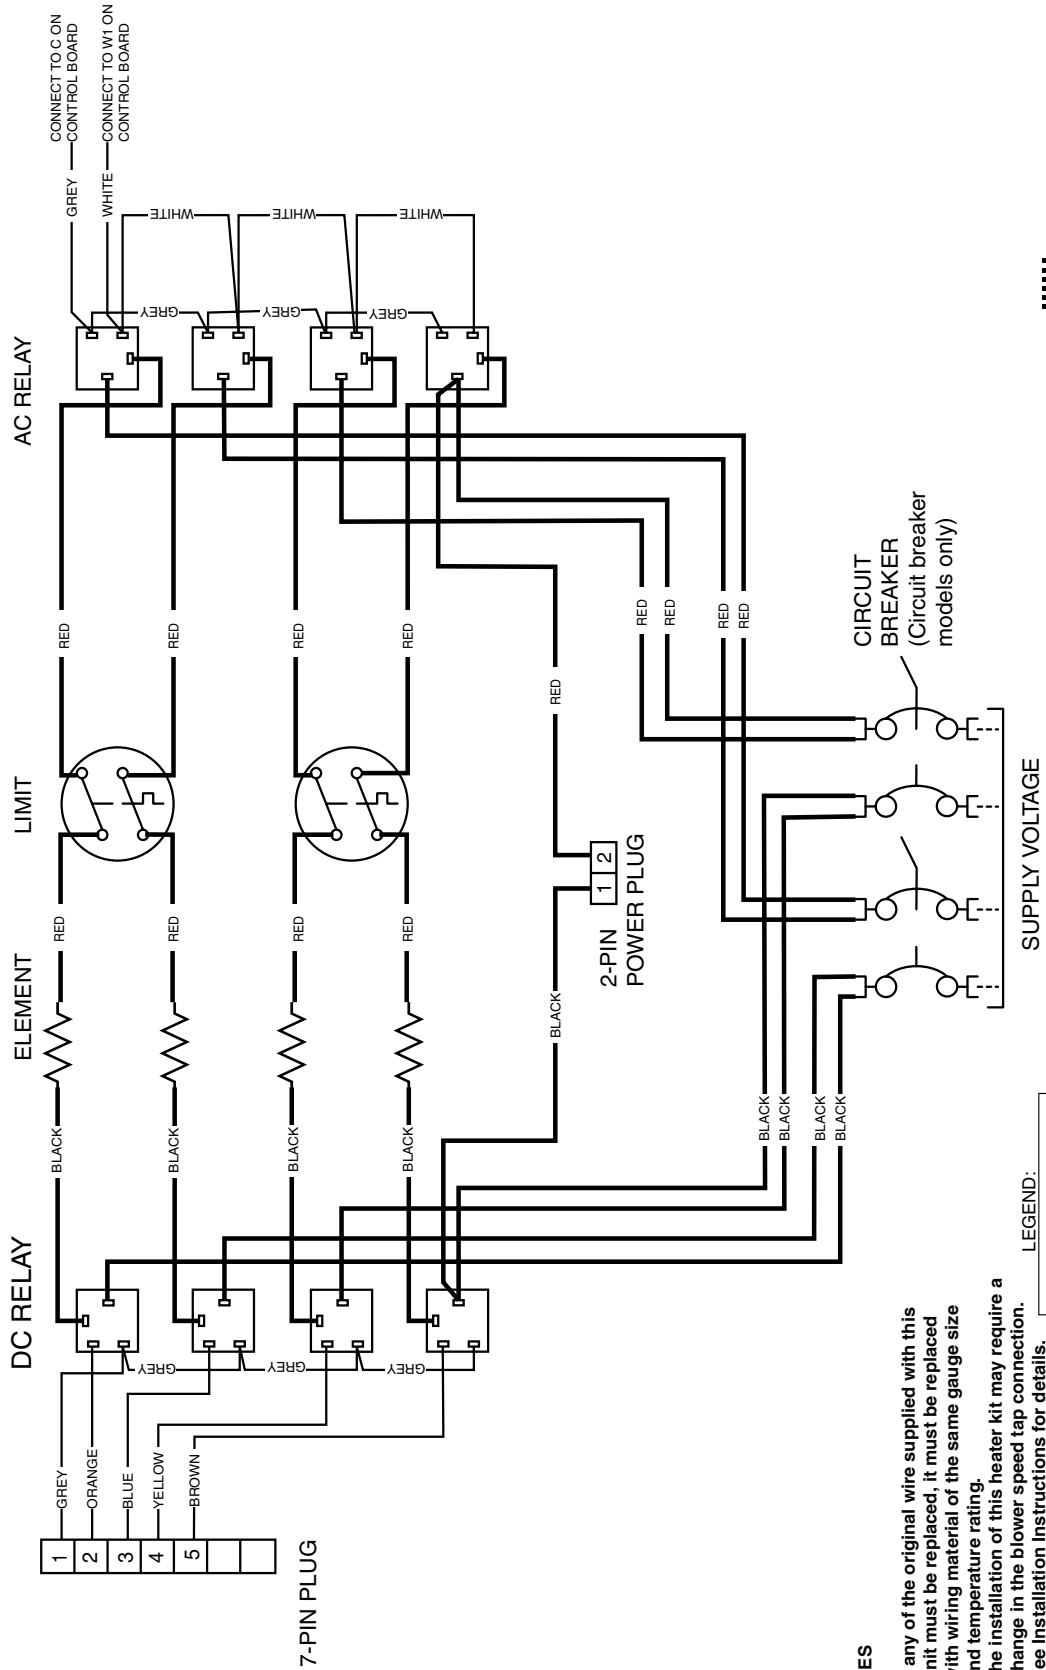 CONNECT TO C ON
CONTROL BOARD
CONNECT TO W1 ON
CONTROL BOARD
GREY
WHITE
WHITE
WHITE
WHITE
GREY
GREY
GREY
AC RELAY
RED
RED
RED
RED
LIMIT
RED
RED
RED
RED
ELEMENT
BLACK
BLACK
BLACK
BLACK
DC RELAY
GREY
GREY
GREY
GREY
ORANGE
BLUE
YELLOW
BROWN
1
2
3
4
5
7-PIN PLUG
RED
BLACK
1 2
2-PIN
POWER PLUG
RED
RED
RED
RED
BLACK
BLACK
BLACK
BLACK
CIRCUIT
BREAKER
(Circuit breaker
models only)
SUPPLY VOLTAGE
LEGEND:
ES
any of the original wire supplied with this
nit must be replaced, it must be replaced
ith wiring material of the same gauge size
nd temperature rating.
he installation of this heater kit may require a
hange in the blower speed tap connection.
ee Installation Instructions for details.